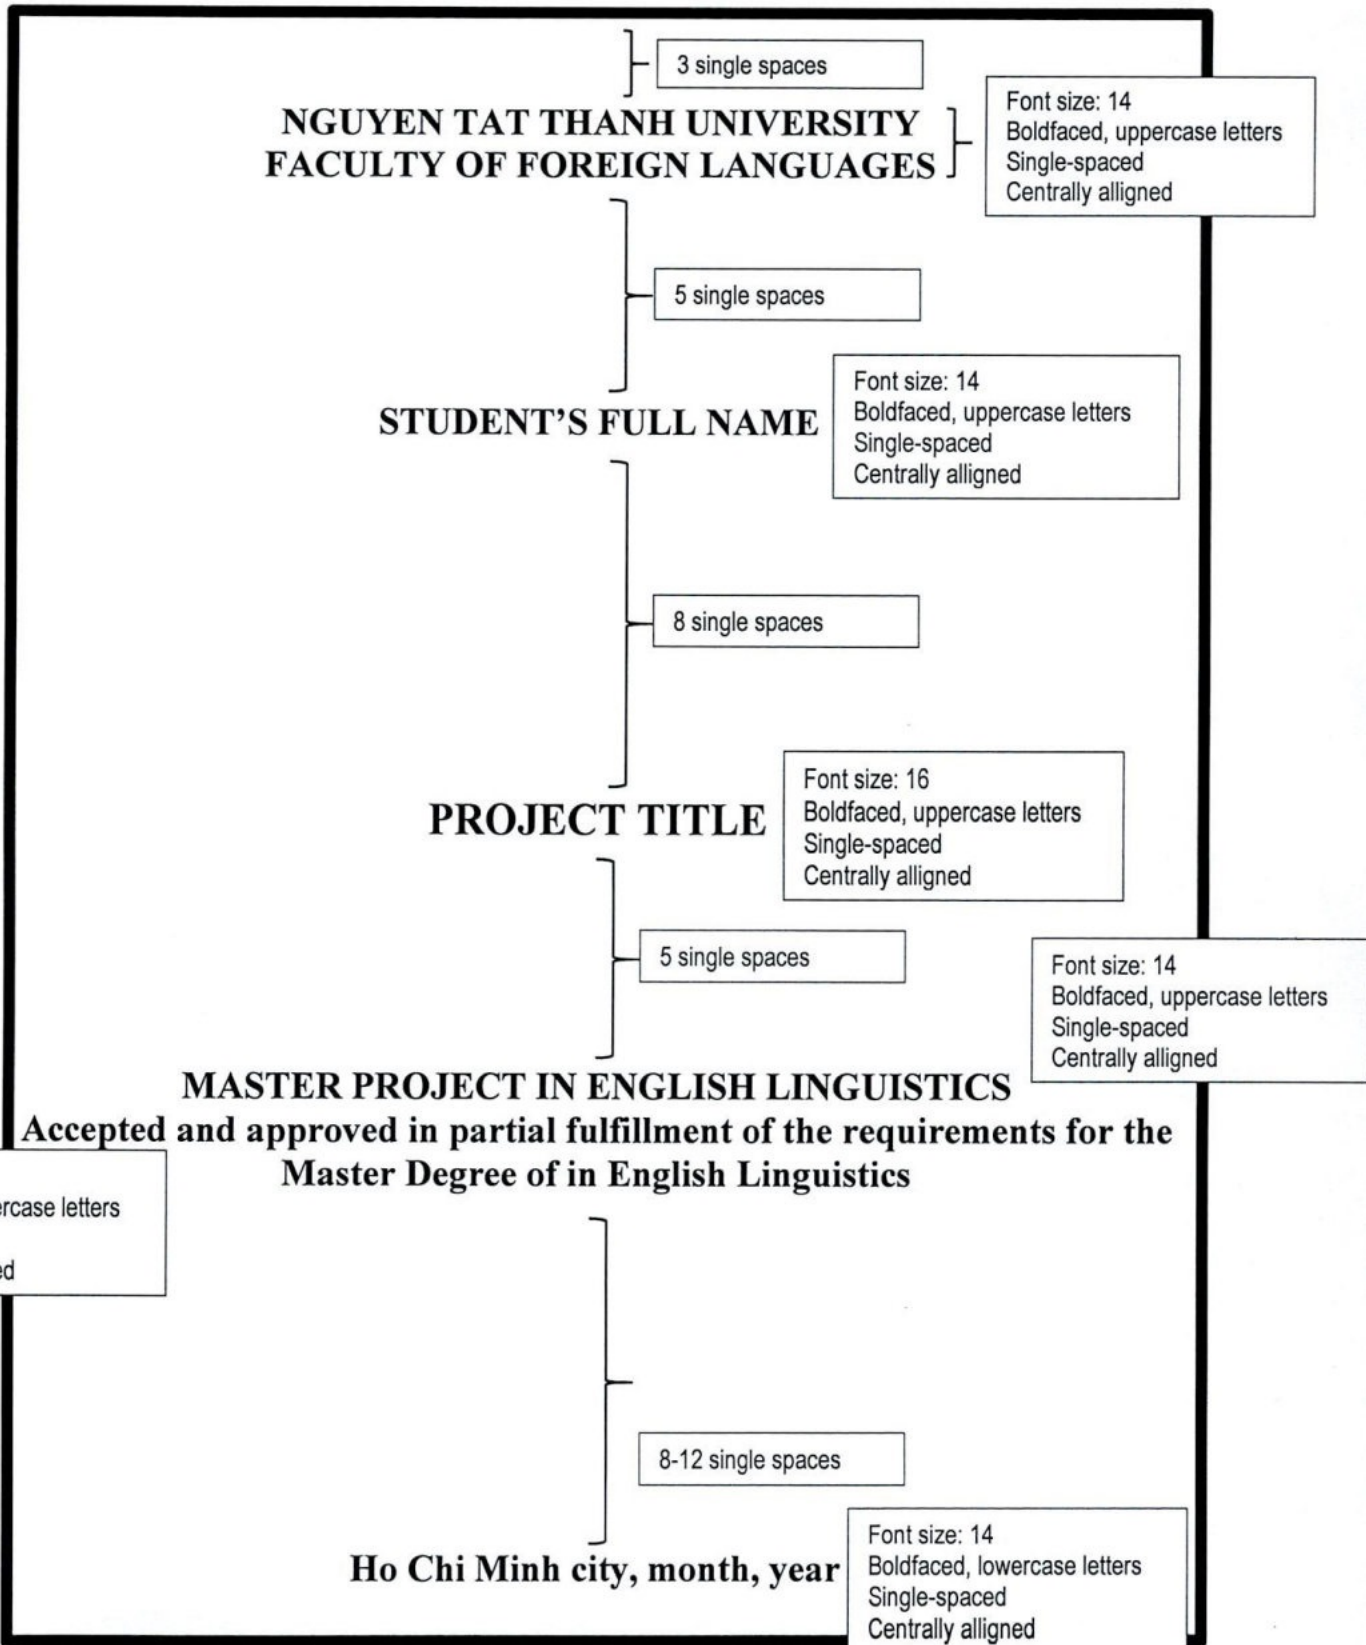 3 single spaces
NGUYEN TAT THANH UNIVERSITY
FACULTY OF FOREIGN LANGUAGES
Font size: 14
Boldfaced, uppercase letters
Single-spaced
Centrally alligned
5 single spaces
STUDENT’S FULL NAME
Font size: 14
Boldfaced, uppercase letters
Single-spaced
Centrally alligned
8 single spaces
PROJECT TITLE
Font size: 16
Boldfaced, uppercase letters
Single-spaced
Centrally alligned
5 single spaces
Font size: 14
Boldfaced, uppercase letters
Single-spaced
Centrally alligned
MASTER PROJECT IN ENGLISH LINGUISTICS
Accepted and approved in partial fulfillment of the requirements for the
Master Degree of in English Linguistics
letters
8-12 single spaces
Ho Chi Minh city, month, year
Font size: 14
Boldfaced, lowercase letters
Single-spaced
Centrally alligned